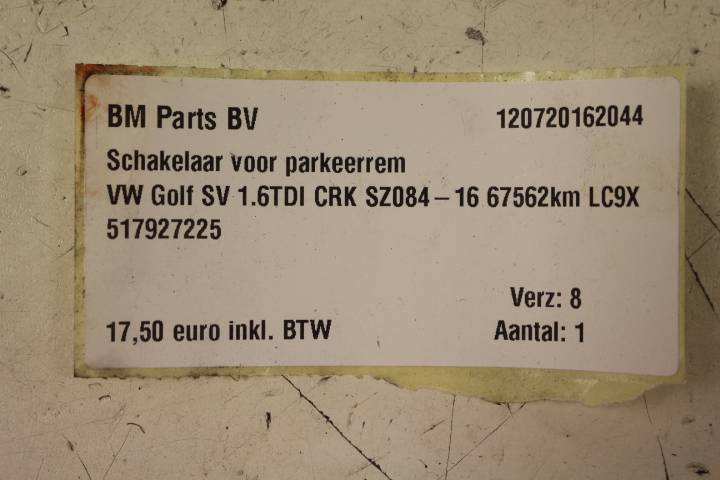 BM Parts BV 120720162044
Schakelaar voor parkeerrem
VW Golf SV 1.6TDI CRK SZ084 – 16 67562km LC9X
517927225
Verz: 8
17,50 euro inkl. BTW Aantal: 1